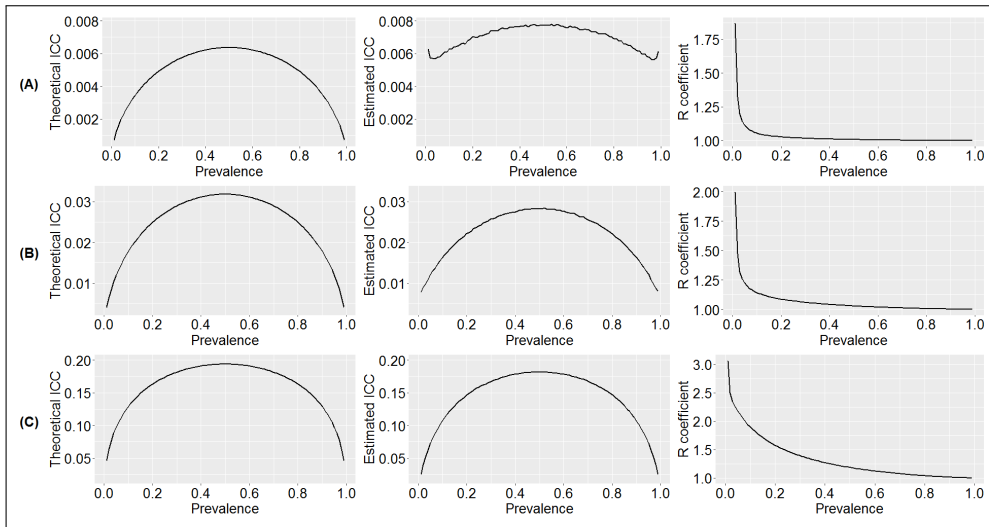 (A)
Theoretical ICC
0.008
0.006
0.004
0.002
0.0 0.2 0.4 0.6 0.8 1.0
Prevalence
Estimated ICC
0.008
0.006
0.004
0.002
0.0 0.2 0.4 0.6 0.8 1.0
Prevalence
R coefficient
1.75
1.50
1.25
1.00
0.0 0.2 0.4 0.6 0.8 1.0
Prevalence
(B)
Theoretical ICC
0.03
0.02
0.01
0.0 0.2 0.4 0.6 0.8 1.0
Prevalence
Estimated ICC
0.03
0.02
0.01
0.0 0.2 0.4 0.6 0.8 1.0
Prevalence
R coefficient
2.00
1.75
1.50
1.25
1.00
0.0 0.2 0.4 0.6 0.8 1.0
Prevalence
(C)
Theoretical ICC
0.20
0.15
0.10
0.05
0.0 0.2 0.4 0.6 0.8 1.0
Prevalence
Estimated ICC
0.20
0.15
0.10
0.05
0.0 0.2 0.4 0.6 0.8 1.0
Prevalence
R coefficient
3.0
2.5
2.0
1.5
1.0
0.0 0.2 0.4 0.6 0.8 1.0
Prevalence